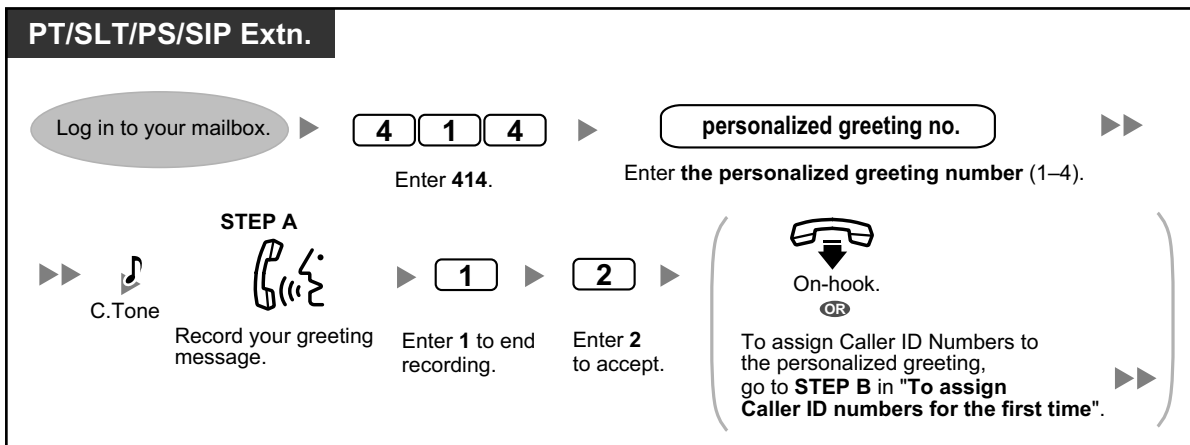 PT/SLT/PS/SIP Extn.
Log in to your mailbox.
4 1 4
personalized greeting no.
Enter 414.
Enter the personalized greeting number (1–4).
STEP A
C.Tone
Record your greeting
message.
1
Enter 1 to end
recording.
2
Enter 2
to accept.
On-hook.
OR
To assign Caller ID Numbers to
the personalized greeting,
go to STEP B in "To assign
Caller ID numbers for the first time".